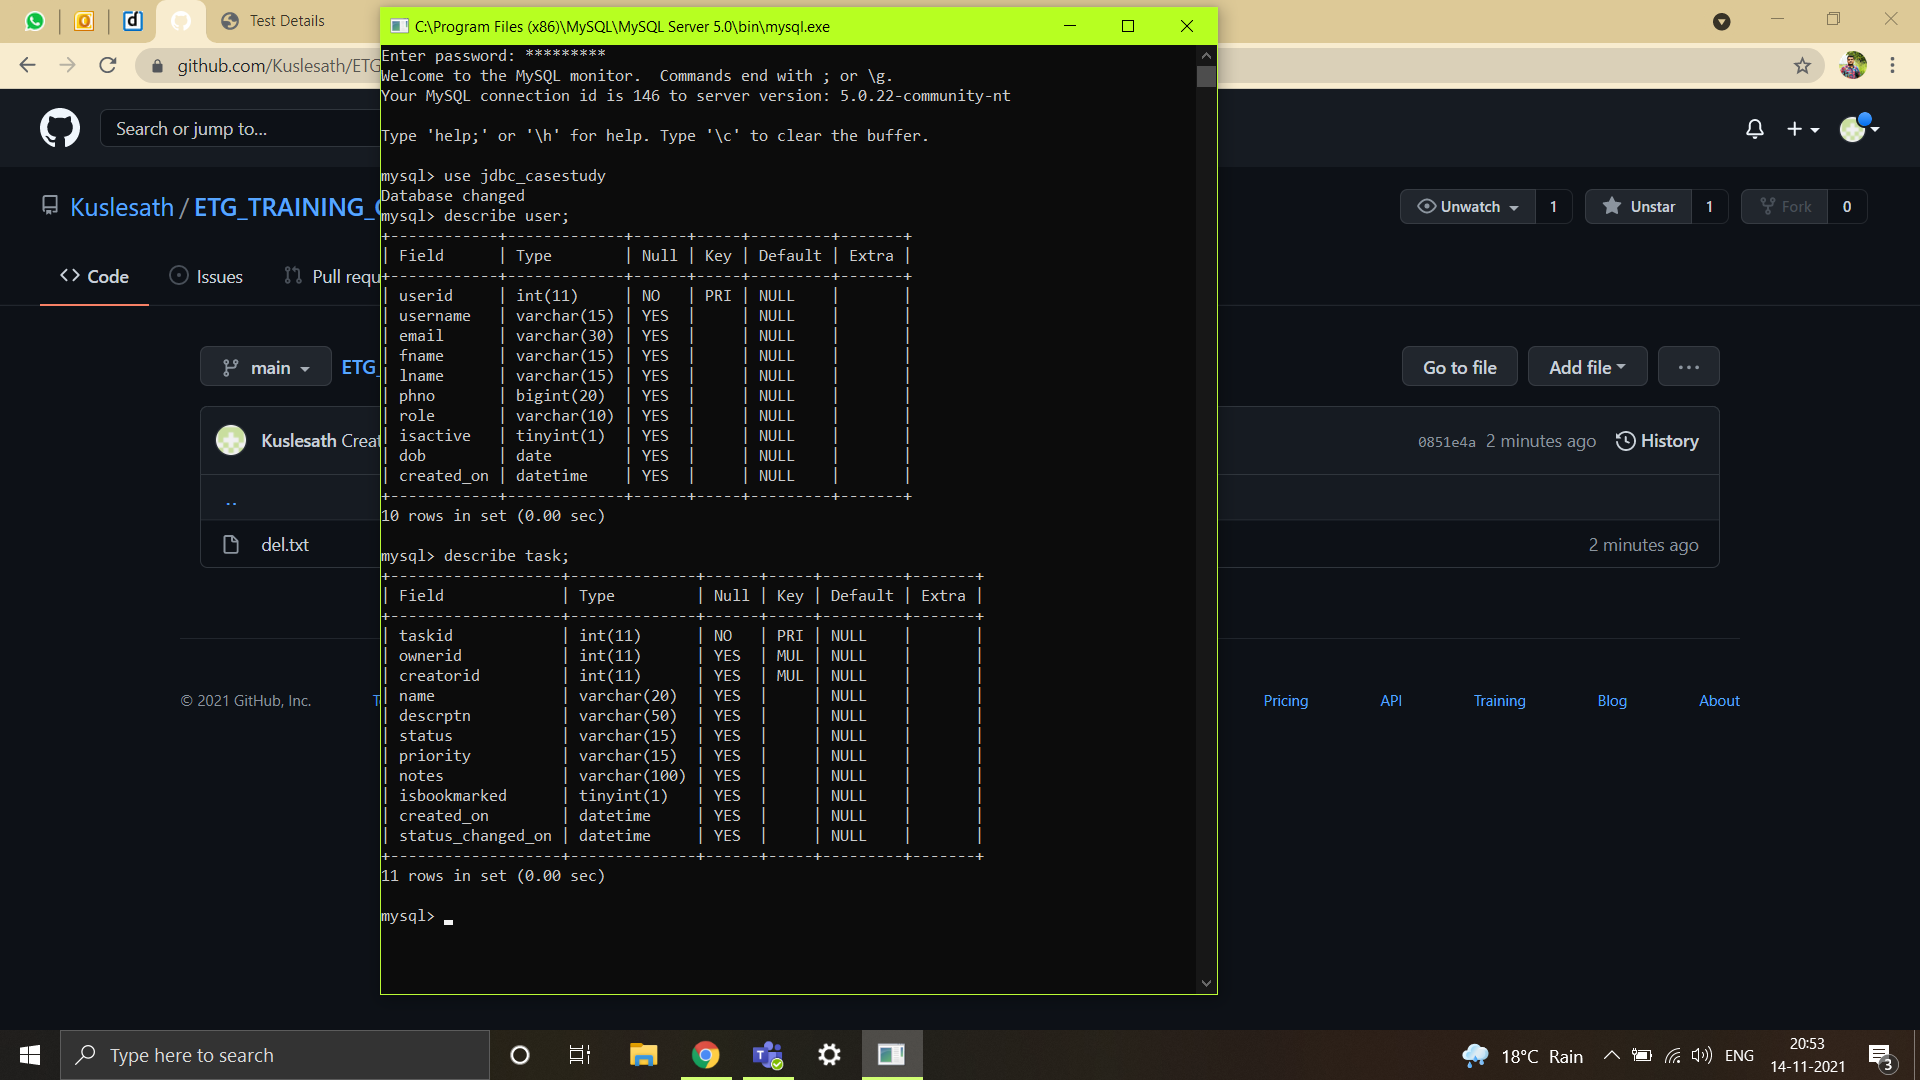 Test Details
github.com/Kuslesath/ETG
Search or jump to...
Kuslesath / ETG_TRAINING_
Unwatch 1
Unstar 1
Fork 0
Code
Issues
Pull requ
main
ETG_
Go to file
Add file
Kuslesath Creat
0851e4a 2 minutes ago
History
..
del.txt
2 minutes ago
© 2021 GitHub, Inc.
T
Pricing
API
Training
Blog
About
C:\Program Files (x86)\MySQL\MySQL Server 5.0\bin\mysql.exe
Enter password: *********
Welcome to the MySQL monitor.  Commands end with ; or \g.
Your MySQL connection id is 146 to server version: 5.0.22-community-nt
Type 'help;' or '\h' for help. Type '\c' to clear the buffer.
mysql> use jdbc_casestudy
Database changed
mysql> describe user;
+------------+-------------+------+-----+---------+-------+
| Field      | Type        | Null | Key | Default | Extra |
+------------+-------------+------+-----+---------+-------+
| userid     | int(11)     | NO   | PRI | NULL    |       |
| username   | varchar(15) | YES  |     | NULL    |       |
| email      | varchar(30) | YES  |     | NULL    |       |
| fname      | varchar(15) | YES  |     | NULL    |       |
| lname      | varchar(15) | YES  |     | NULL    |       |
| phno       | bigint(20)  | YES  |     | NULL    |       |
| role       | varchar(10) | YES  |     | NULL    |       |
| isactive   | tinyint(1)  | YES  |     | NULL    |       |
| dob        | date        | YES  |     | NULL    |       |
| created_on | datetime    | YES  |     | NULL    |       |
+------------+-------------+------+-----+---------+-------+
10 rows in set (0.00 sec)
mysql> describe task;
+-------------------+--------------+------+-----+---------+-------+
| Field             | Type         | Null | Key | Default | Extra |
+-------------------+--------------+------+-----+---------+-------+
| taskid            | int(11)      | NO   | PRI | NULL    |       |
| ownerid           | int(11)      | YES  | MUL | NULL    |       |
| creatorid         | int(11)      | YES  | MUL | NULL    |       |
| name              | varchar(20)  | YES  |     | NULL    |       |
| descrptn          | varchar(50)  | YES  |     | NULL    |       |
| status            | varchar(15)  | YES  |     | NULL    |       |
| priority          | varchar(15)  | YES  |     | NULL    |       |
| notes             | varchar(100) | YES  |     | NULL    |       |
| isbookmarked      | tinyint(1)   | YES  |     | NULL    |       |
| created_on        | datetime     | YES  |     | NULL    |       |
| status_changed_on | datetime     | YES  |     | NULL    |       |
+-------------------+--------------+------+-----+---------+-------+
11 rows in set (0.00 sec)
mysql>
Type here to search
18°C Rain
ENG
20:53
14-11-2021
3